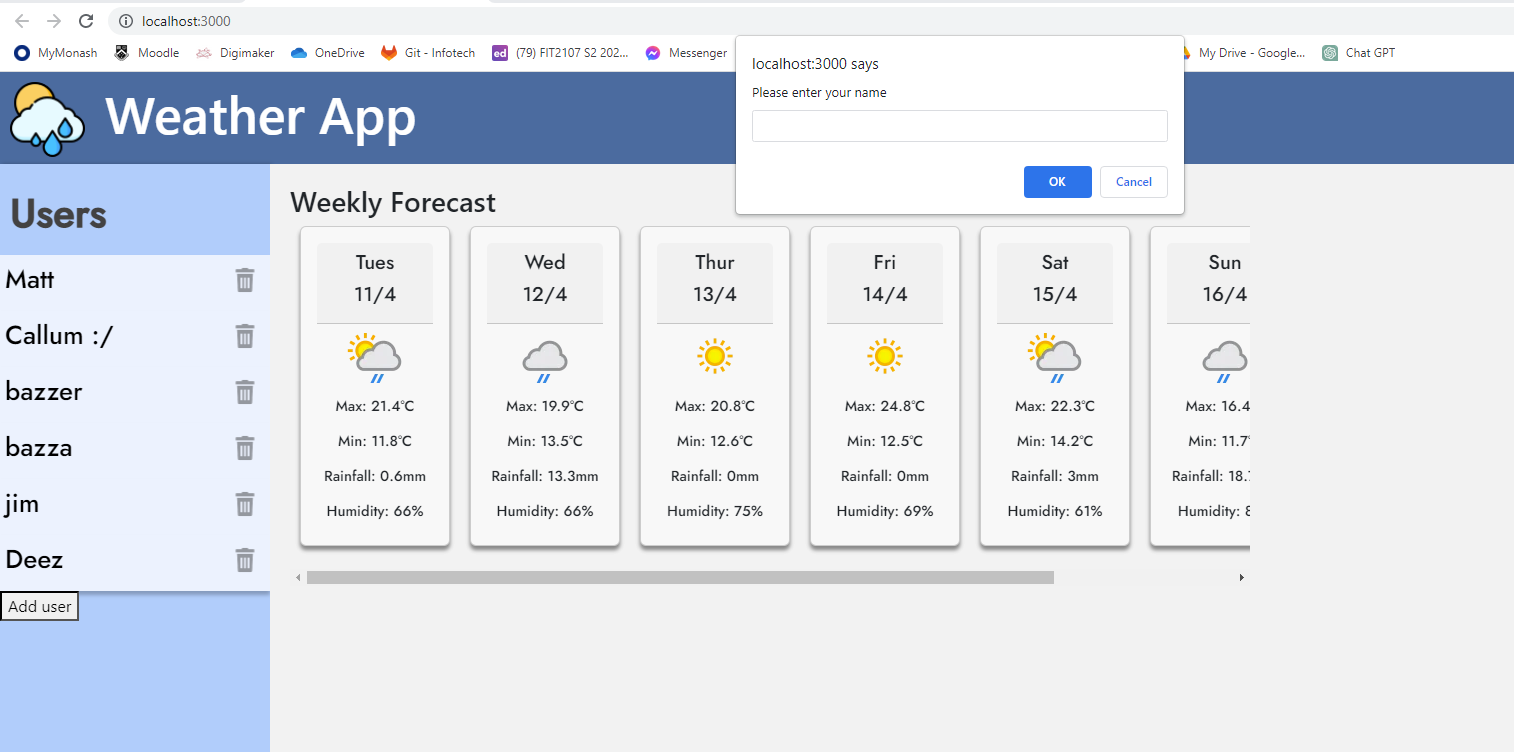 localhost:3000
MyMonash
Moodle
Digimaker
OneDrive
Git - Infotech
ed
(79) FIT2107 S2 202...
Messenger
My Drive - Google...
Chat GPT
localhost:3000 says
Please enter your name
OK
Cancel
Weather App
Users
Matt
Callum :/
bazzer
bazza
jim
Deez
Add user
Weekly Forecast
Tues
11/4
Max: 21.4°C
Min: 11.8°C
Rainfall: 0.6mm
Humidity: 66%
Wed
12/4
Max: 19.9°C
Min: 13.5°C
Rainfall: 13.3mm
Humidity: 66%
Thur
13/4
Max: 20.8°C
Min: 12.6°C
Rainfall: 0mm
Humidity: 75%
Fri
14/4
Max: 24.8°C
Min: 12.5°C
Rainfall: 0mm
Humidity: 69%
Sat
15/4
Max: 22.3°C
Min: 14.2°C
Rainfall: 3mm
Humidity: 61%
Sun
16/4
Max: 16.4
Min: 11.7
Rainfall: 18.
Humidity: